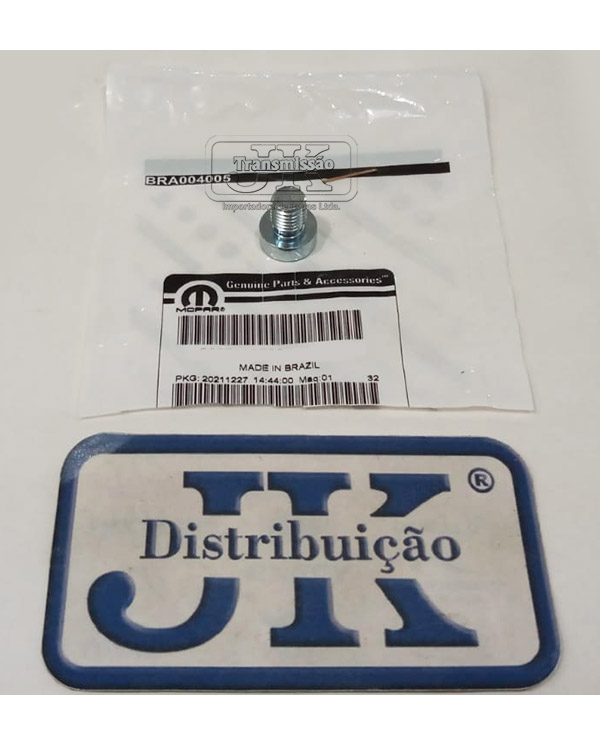 JK
Transmissão
BRA004005
Importadora
Ltda.
Genuine Parts & Accessories™
MOPAR®
MADE IN BRAZIL
PKG: 20211227 14:44:00 Maq:01 32
JK ®
Distribuição